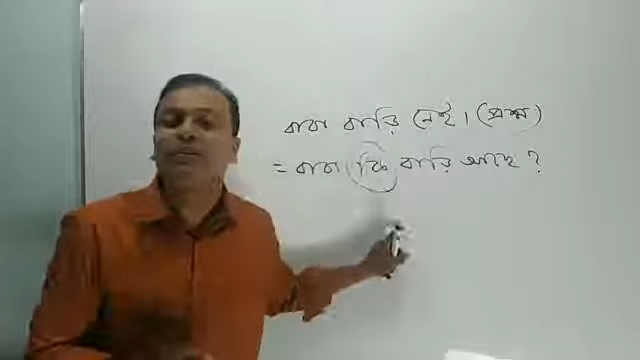 বাবা বাড়ি নেই। (প্রশ্ন)
= বাবা কি বাড়ি আছে?